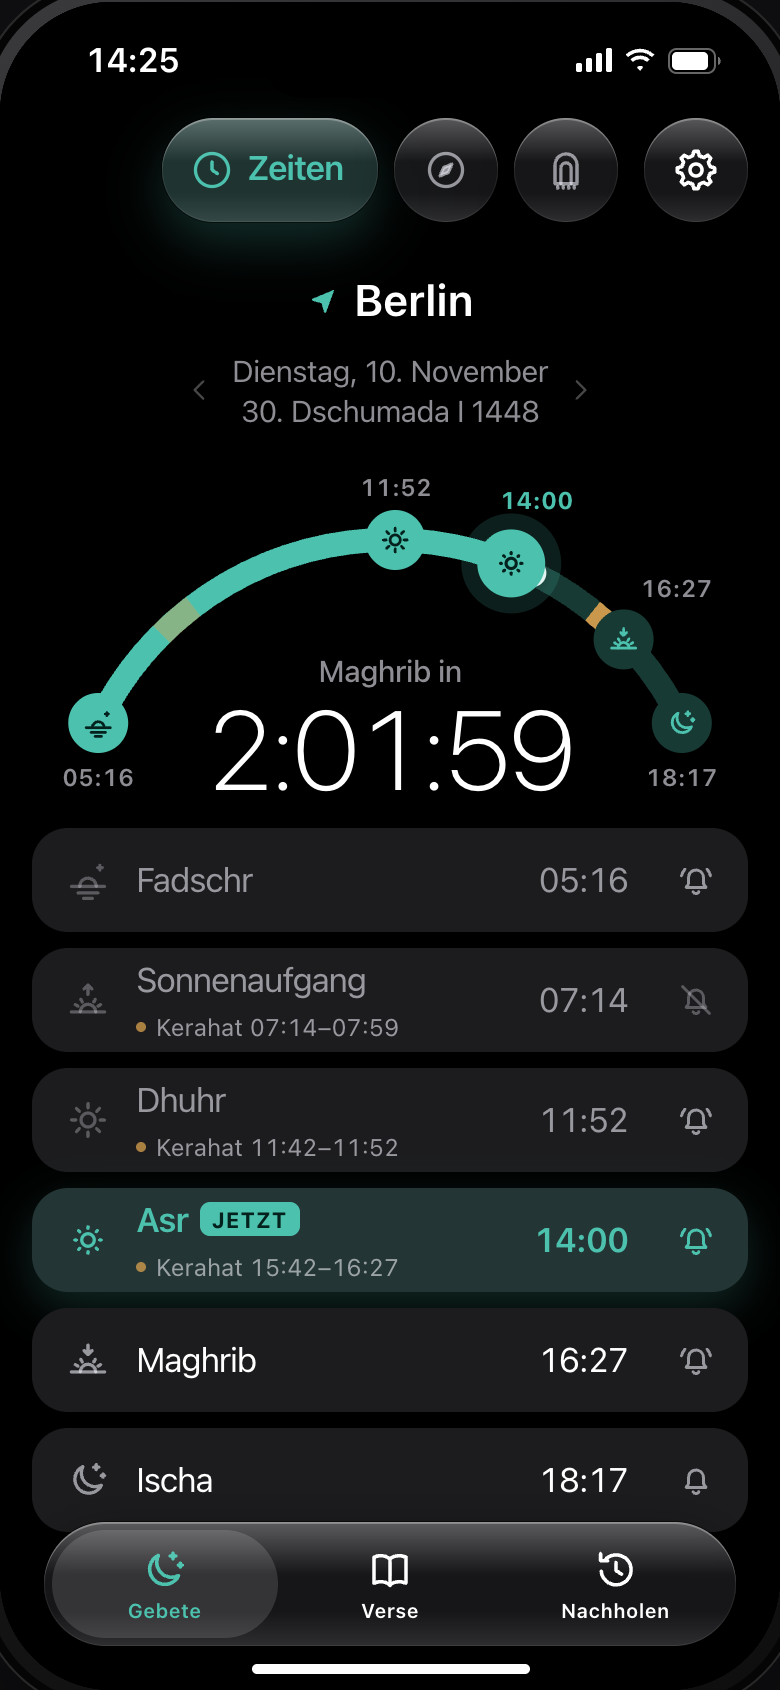 14:25
Zeiten
Berlin
Dienstag, 10. November
30. Dschumada I 1448
11:52
14:00
16:27
Maghrib in
2:01:59
05:16
18:17
Fadschr 05:16
Sonnenaufgang 07:14
Kerahat 07:14–07:59
Dhuhr 11:52
Kerahat 11:42–11:52
Asr JETZT 14:00
Kerahat 15:42–16:27
Maghrib 16:27
Ischa 18:17
Gebete Verse Nachholen